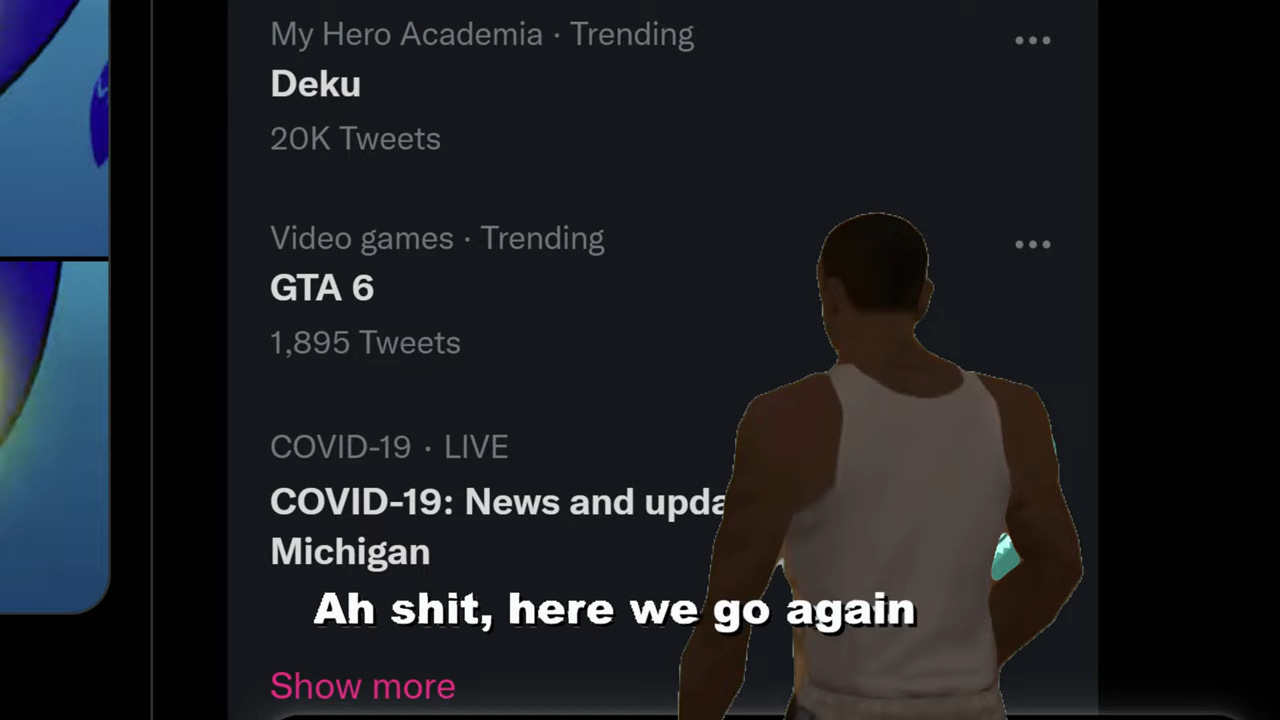 My Hero Academia · Trending
Deku
20K Tweets
Video games · Trending
GTA 6
1,895 Tweets
COVID-19 · LIVE
COVID-19: News and upda
Michigan
Ah shit, here we go again
Show more